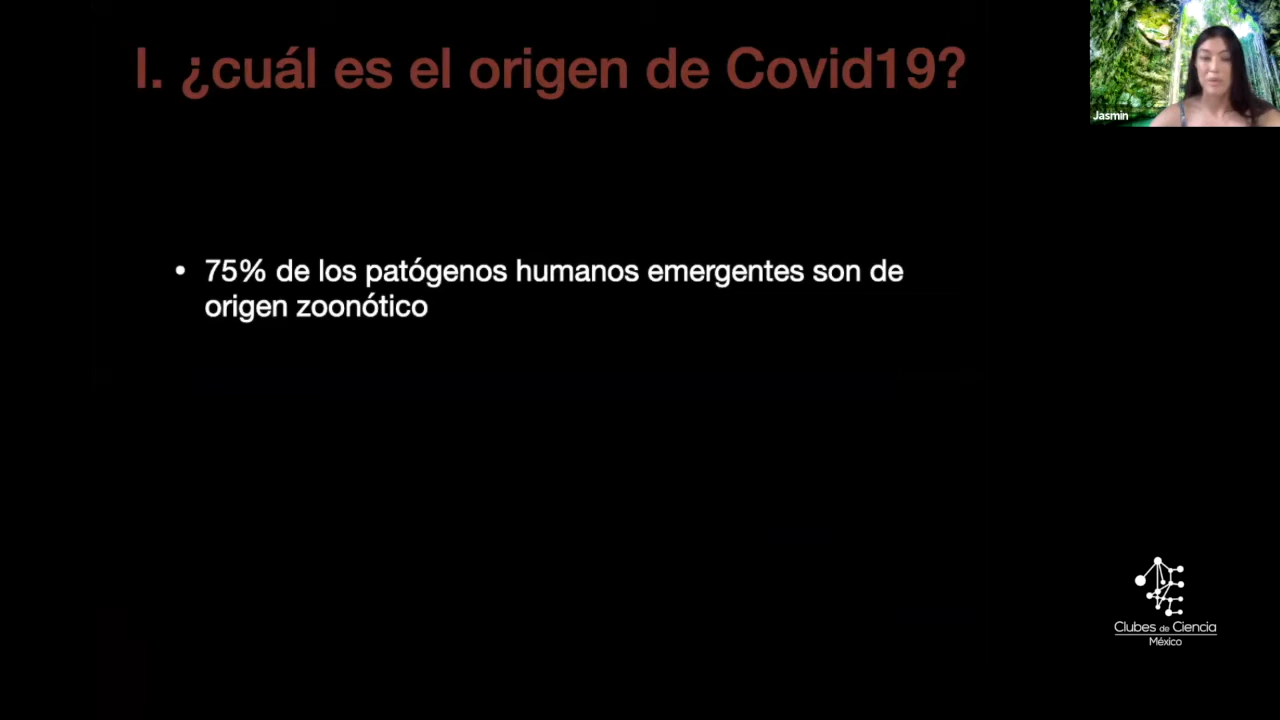 I. ¿cuál es el origen de Covid19?
Jasmin
• 75% de los patógenos humanos emergentes son de
origen zoonótico
Clubes de Ciencia
México